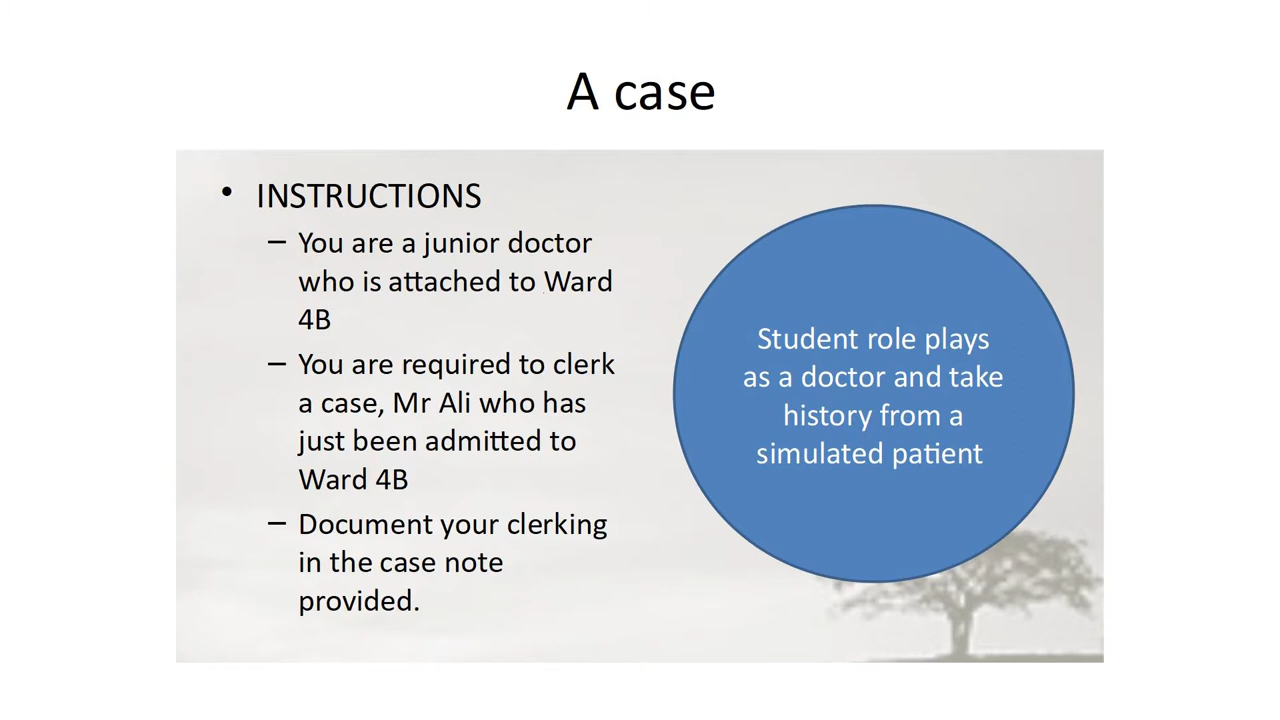 A case
• INSTRUCTIONS
– You are a junior doctor
who is attached to Ward
4B
– You are required to clerk
a case, Mr Ali who has
just been admitted to
Ward 4B
– Document your clerking
in the case note
provided.
Student role plays
as a doctor and take
history from a
simulated patient